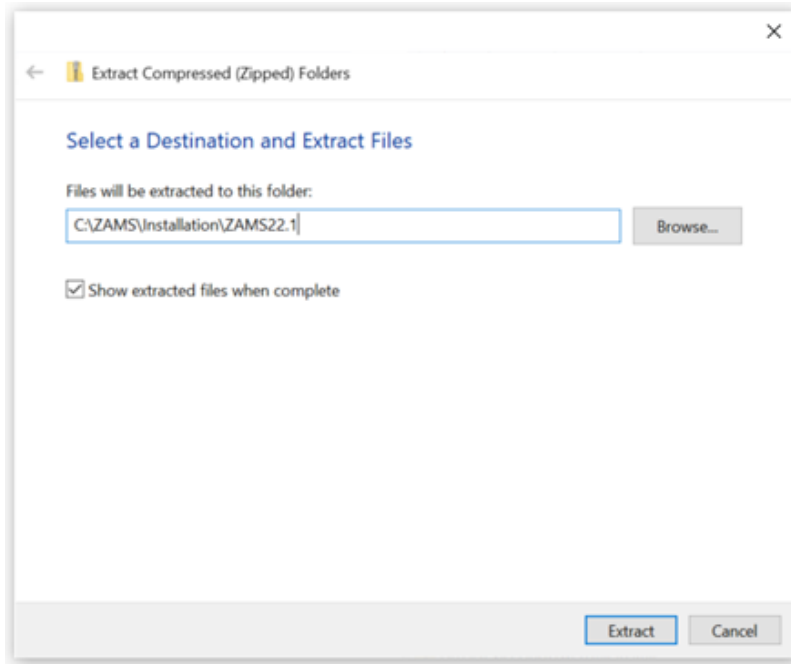 Extract Compressed (Zipped) Folders
Select a Destination and Extract Files
Files will be extracted to this folder:
C:\ZAMS\Installation\ZAMS22.1
Browse...
Show extracted files when complete
Extract
Cancel